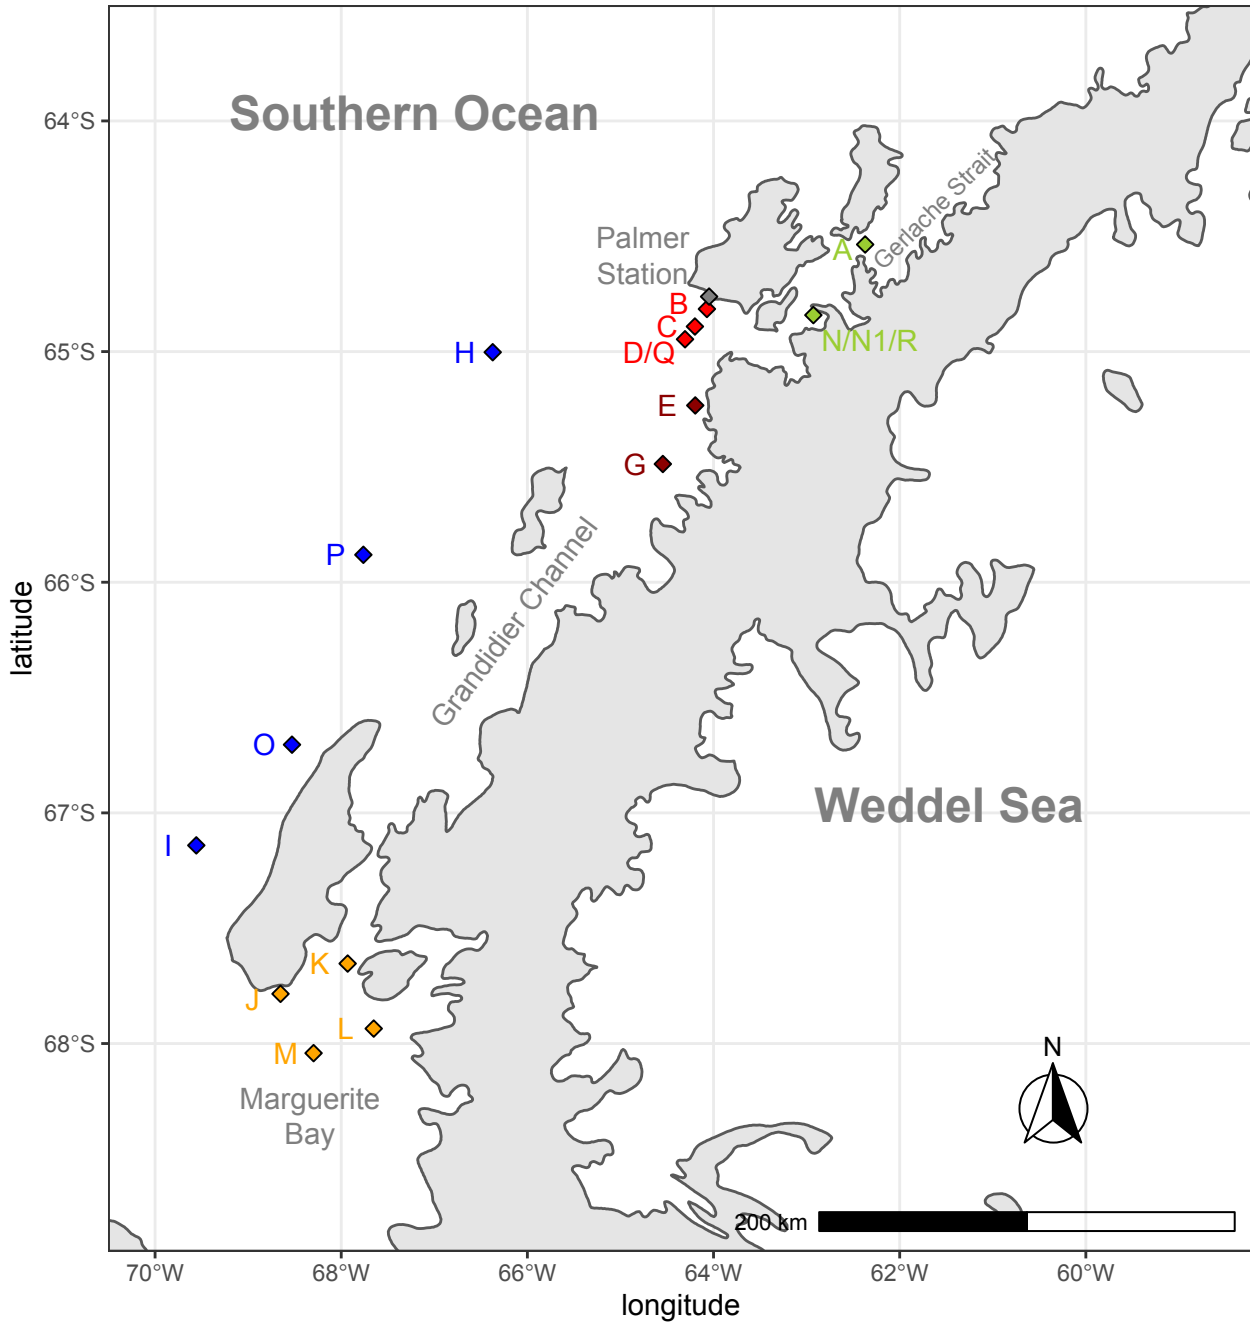 Southern Ocean
64°S
Gerlache Strait
Palmer
Station
A
B
C
N/N1/R
D/Q
H
65°S
E
G
Grandidier Channel
P
66°S
latitude
O
Weddel Sea
67°S
I
K
J
L
M
68°S
N
Marguerite
Bay
200 km
70°W
68°W
66°W
64°W
62°W
60°W
longitude